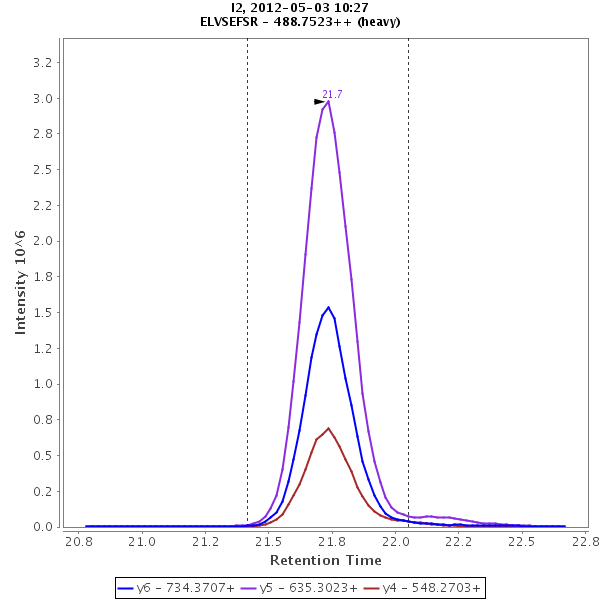 I2, 2012-05-03 10:27
ELVSEFSR - 488.7523++ (heavy)
21.7
3.2
3.0
2.8
2.5
2.2
2.0
1.8
1.5
1.2
1.0
0.8
0.5
0.2
0.0
Intensity 10^6
20.8 21.0 21.2 21.5 21.8 22.0 22.2 22.5 22.8
Retention Time
y6 - 734.3707+ y5 - 635.3023+ y4 - 548.2703+